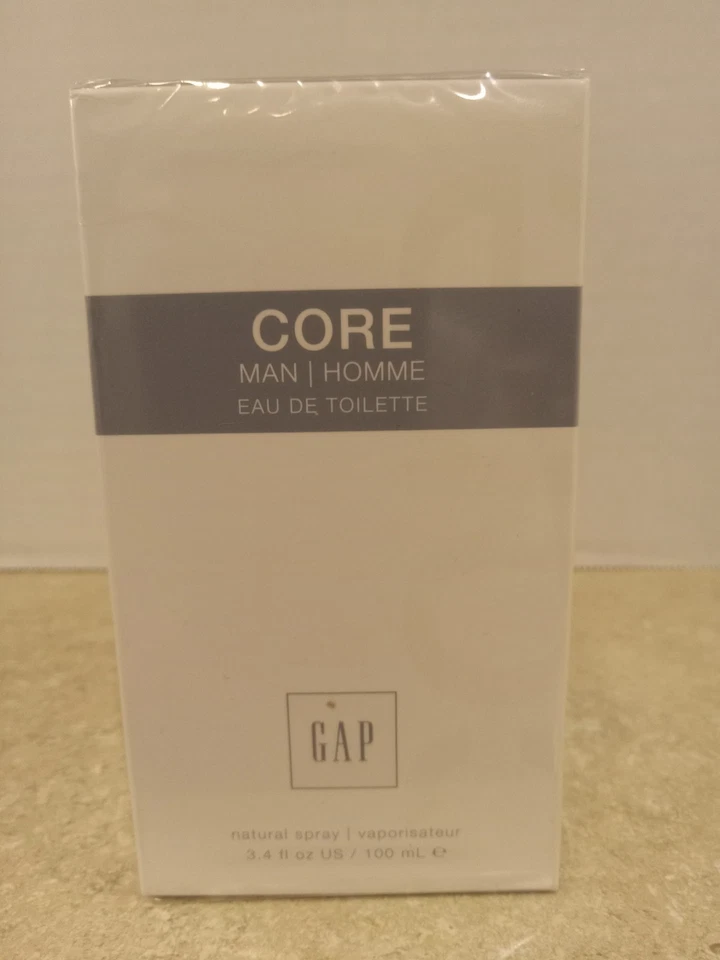 CORE
MAN | HOMME
EAU DE TOILETTE
GAP
natural spray | vaporisateur
3.4 fl oz US / 100 mL ℮